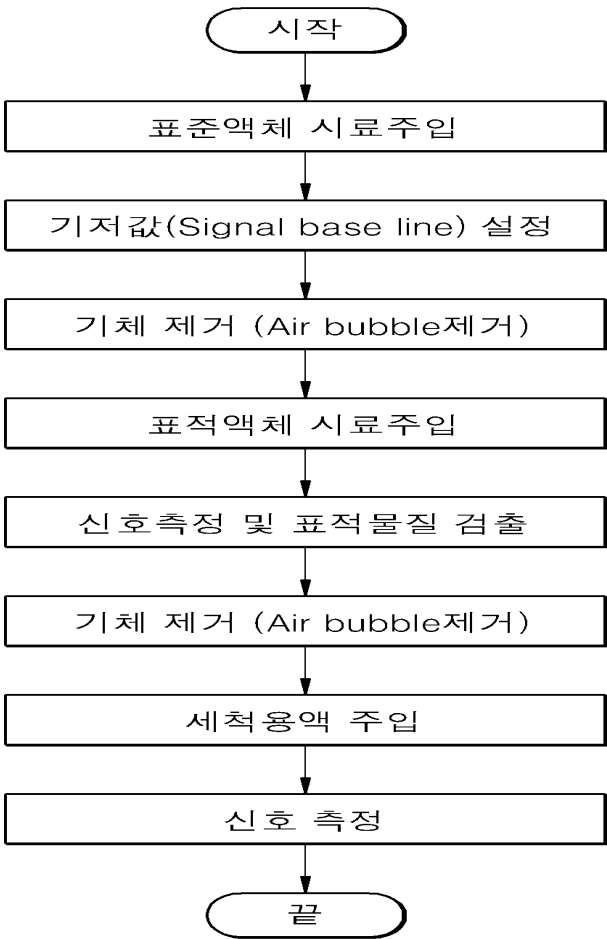 시작
표준액체 시료주입
기저값(Signal base line) 설정
기체 제거 (Air bubble제거)
표적액체 시료주입
신호측정 및 표적물질 검출
기체 제거 (Air bubble제거)
세척용액 주입
신호 측정
끝